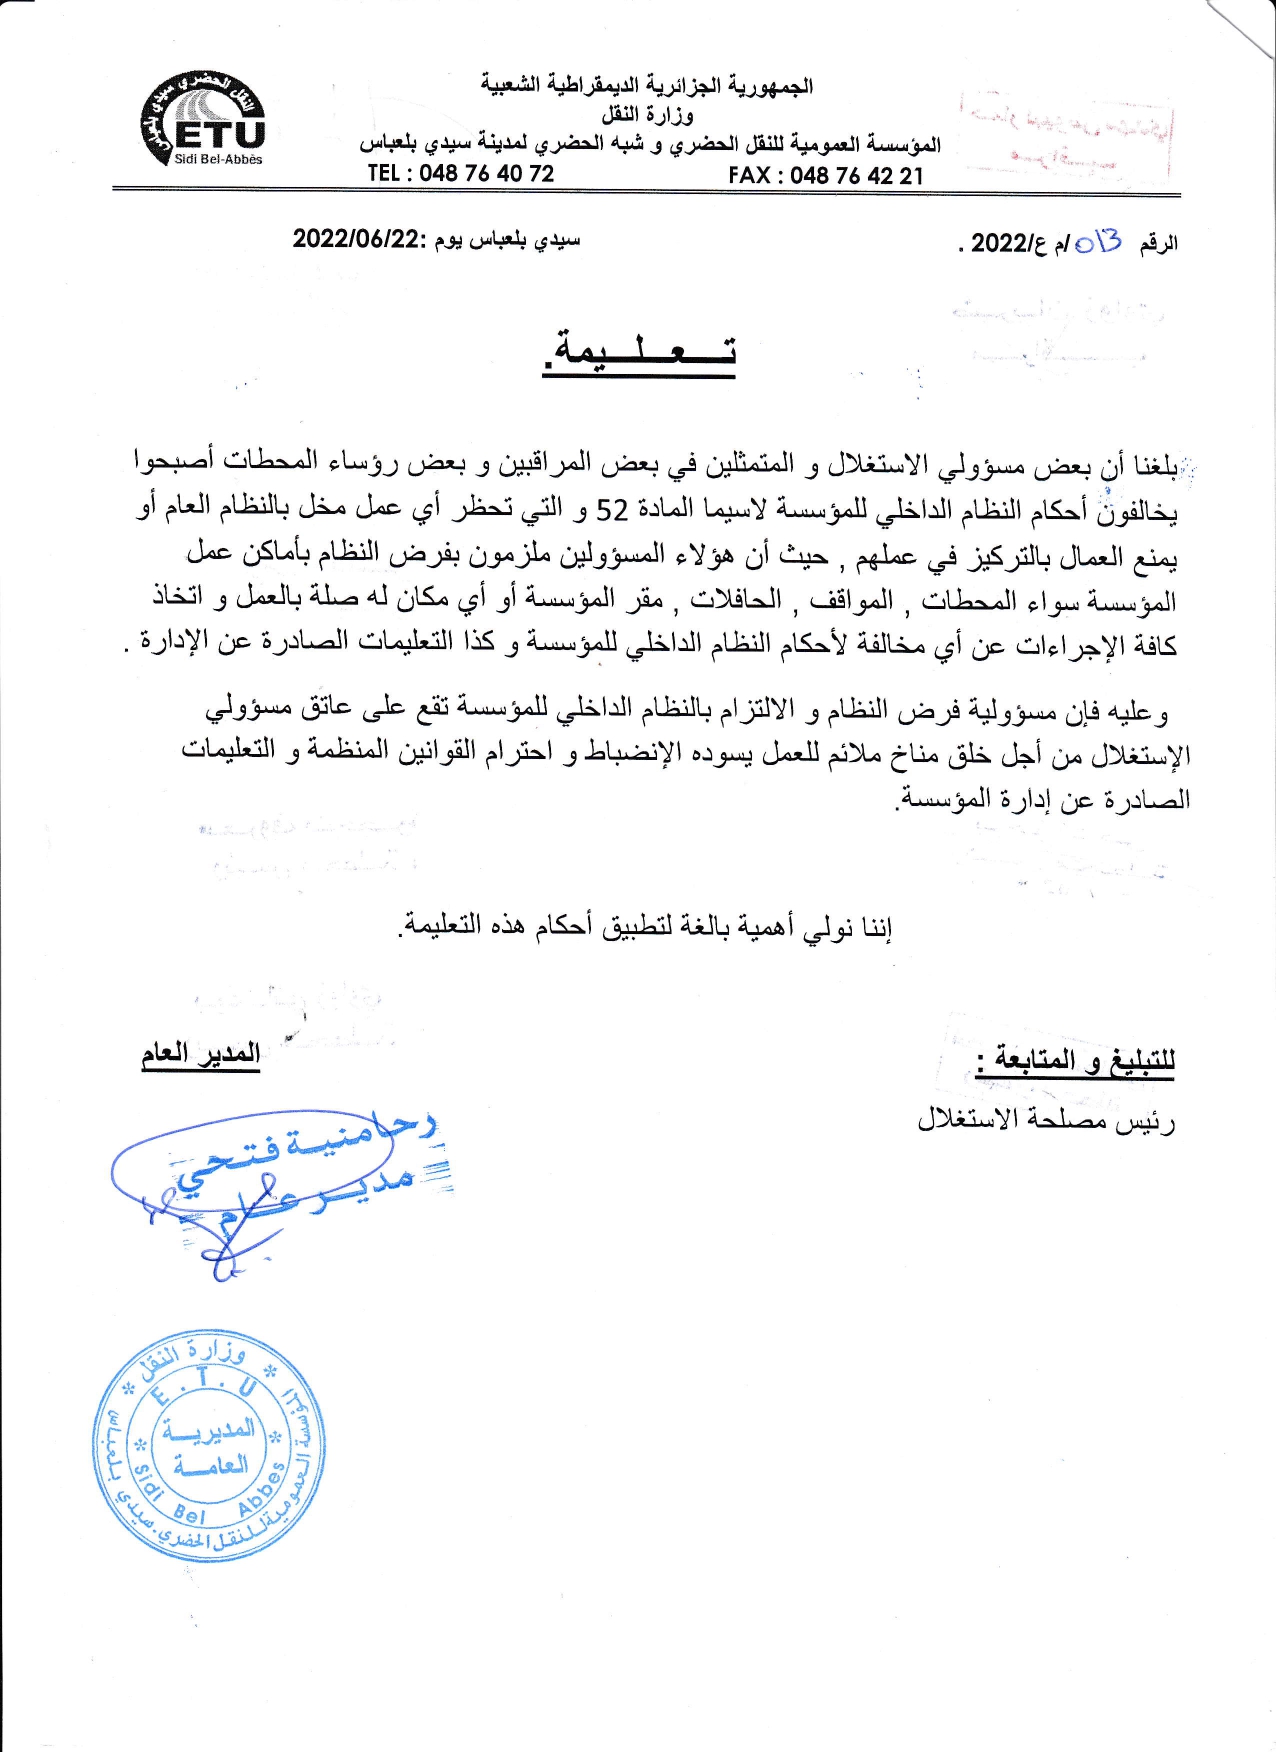 النقل الحضري سيدي بلعباس
ETU
Sidi Bel-Abbès
الجمهورية الجزائرية الديمقراطية الشعبية
وزارة النقل
المؤسسة العمومية للنقل الحضري و شبه الحضري لمدينة سيدي بلعباس
TEL : 048 76 40 72 FAX : 048 76 42 21
الرقم 013/م ع/2022 . سيدي بلعباس يوم :2022/06/22
تـــعـــلـــيمة.
بلغنا أن بعض مسؤولي الاستغلال و المتمثلين في بعض المراقبين و بعض رؤساء المحطات أصبحوا
يخالفون أحكام النظام الداخلي للمؤسسة لاسيما المادة 52 و التي تحظر أي عمل مخل بالنظام العام أو
يمنع العمال بالتركيز في عملهم , حيث أن هؤلاء المسؤولين ملزمون بفرض النظام بأماكن عمل
المؤسسة سواء المحطات , المواقف , الحافلات , مقر المؤسسة أو أي مكان له صلة بالعمل و اتخاذ
كافة الإجراءات عن أي مخالفة لأحكام النظام الداخلي للمؤسسة و كذا التعليمات الصادرة عن الإدارة .
وعليه فإن مسؤولية فرض النظام و الالتزام بالنظام الداخلي للمؤسسة تقع على عاتق مسؤولي
الإستغلال من أجل خلق مناخ ملائم للعمل يسوده الإنضباط و احترام القوانين المنظمة و التعليمات
الصادرة عن إدارة المؤسسة.
إننا نولي أهمية بالغة لتطبيق أحكام هذه التعليمة.
للتبليغ و المتابعة : المدير العام
رئيس مصلحة الاستغلال
رحامنية فتحي
مديـر عـام
وزارة النقل
المؤسسة العمومية للنقل الحضري.سيدي بلعباس
E . T . U
Sidi Bel Abbes
المديريـة
العامـة